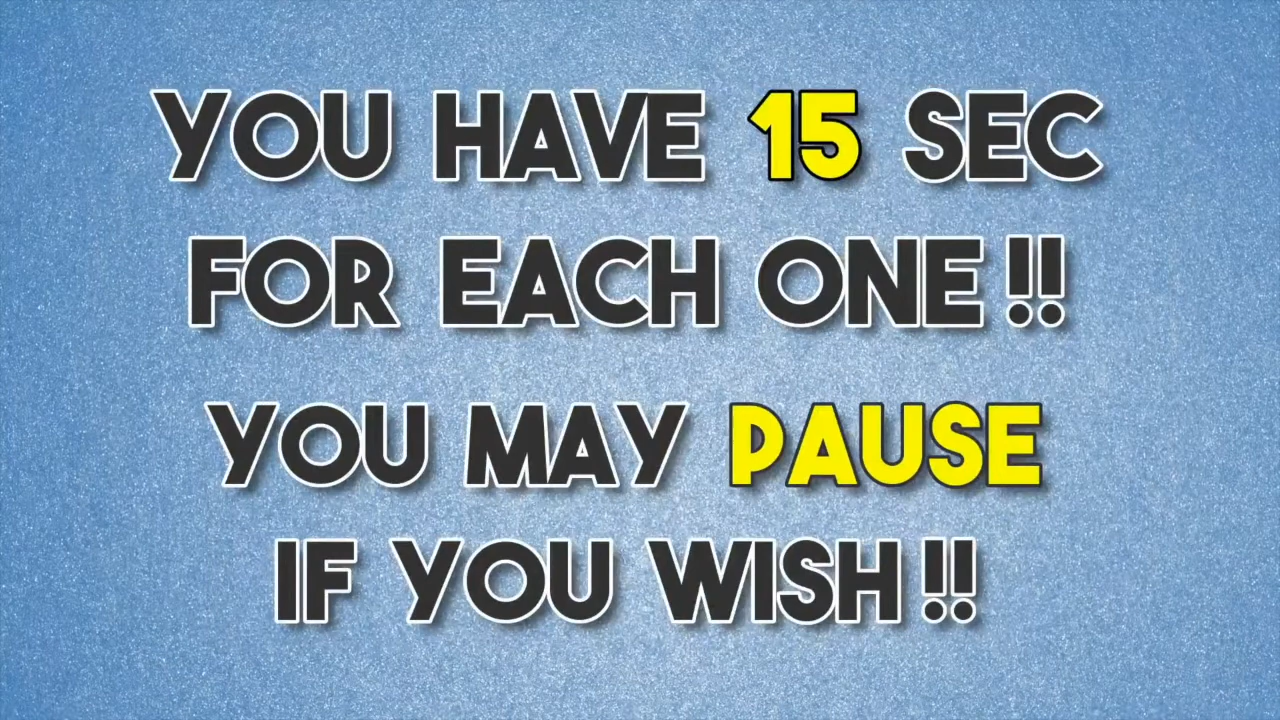 YOU HAVE 15 SEC
FOR EACH ONE!!
YOU MAY PAUSE
IF YOU WISH!!